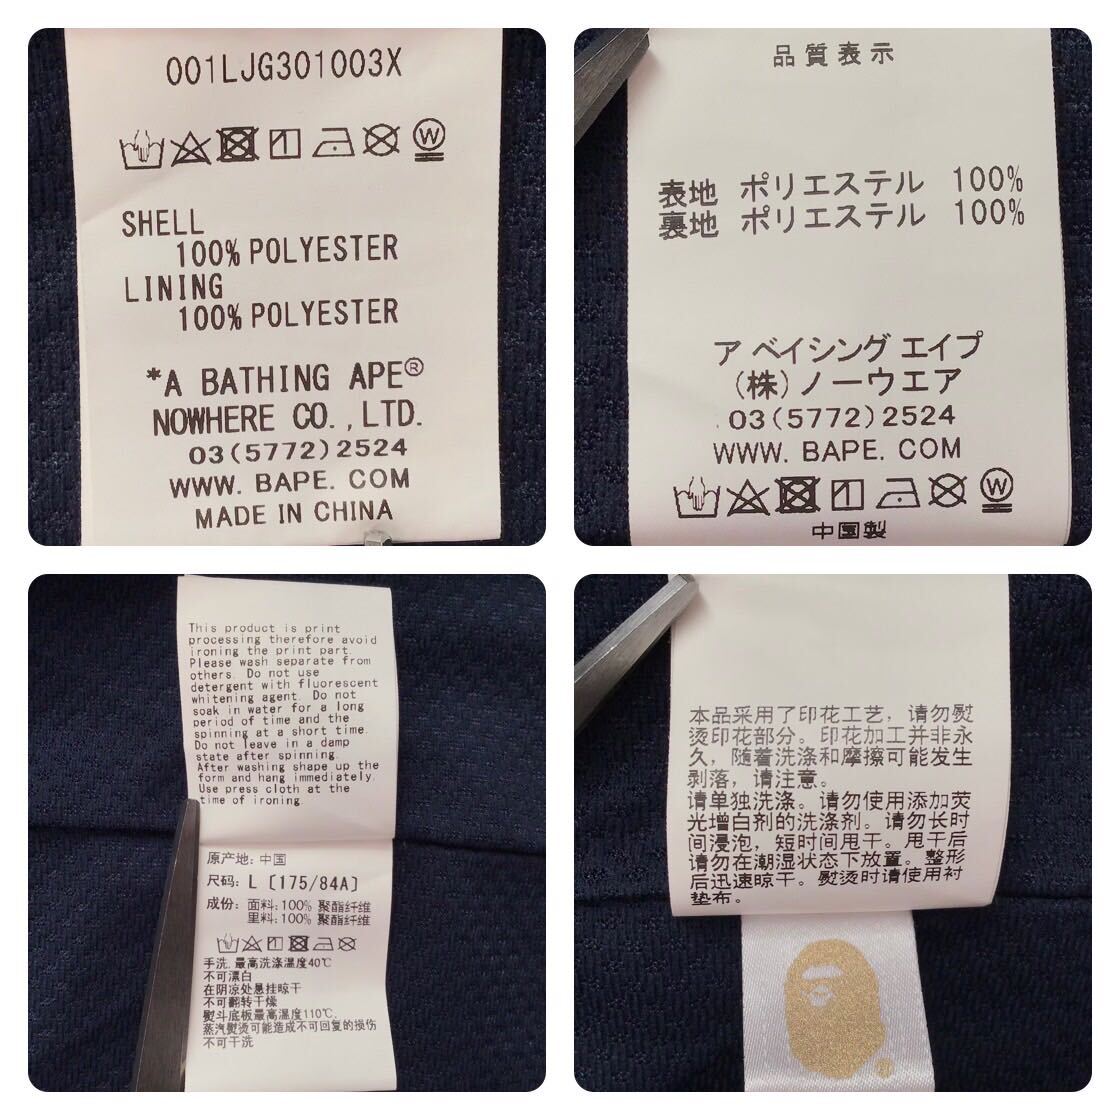 001LJG301003X
W
SHELL
100% POLYESTER
LINING
100% POLYESTER
*A BATHING APE®
NOWHERE CO.,LTD.
03(5772)2524
WWW. BAPE. COM
MADE IN CHINA
品質表示
表地 ポリエステル 100%
裏地 ポリエステル 100%
ア ベイシング エイプ
(株)ノーウエア
03(5772)2524
WWW. BAPE. COM
W
中国製
This product is print
processing therefore avoid
ironing the print part.
Please wash separate from
others. Do not use
detergent with fluorescent
whitening agent. Do not
soak in water for a long
period of time and the
spinning at a short time.
Do not leave in a damp
state after spinning.
After washing shape up the
form and hang immediately.
Use press cloth at the
time of ironing.
原产地: 中国
尺码: L [175/84A]
成份: 面料:100% 聚酯纤维
里料:100% 聚酯纤维
手洗,最高洗涤温度40℃
不可漂白
在阴凉处悬挂晾干
不可翻转干燥
熨斗底板最高温度110℃,
蒸汽熨烫可能造成不可回复的损伤
不可干洗
本品采用了印花工艺，请勿熨
烫印花部分。印花加工并非永
久，随着洗涤和摩擦可能发生
剥落，请注意。
请单独洗涤。请勿使用添加荧
光增白剂的洗涤剂。请勿长时
间浸泡，短时间甩干。甩干后
请勿在潮湿状态下放置。整形
后迅速晾干。熨烫时请使用衬
垫布。
®